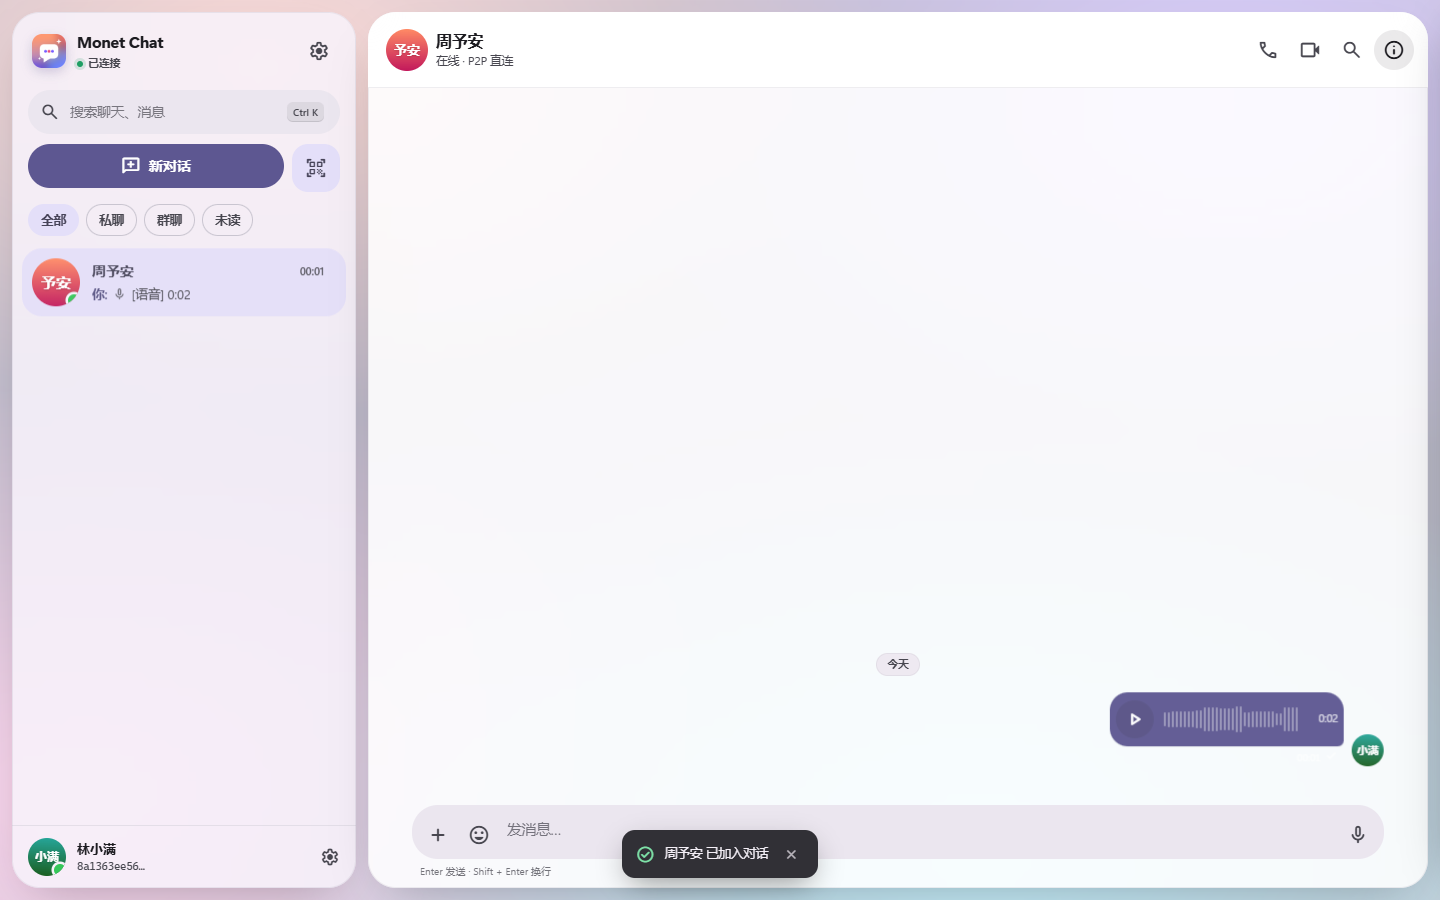 Monet Chat
已连接
搜索聊天、消息
Ctrl K
新对话
全部
私聊
群聊
未读
予安
周予安
00:01
你: [语音] 0:02
小满
林小满
8a1363ee56...
予安
周予安
在线 · P2P 直连
今天
0:02
小满
发消息...
周予安 已加入对话
Enter 发送 · Shift + Enter 换行